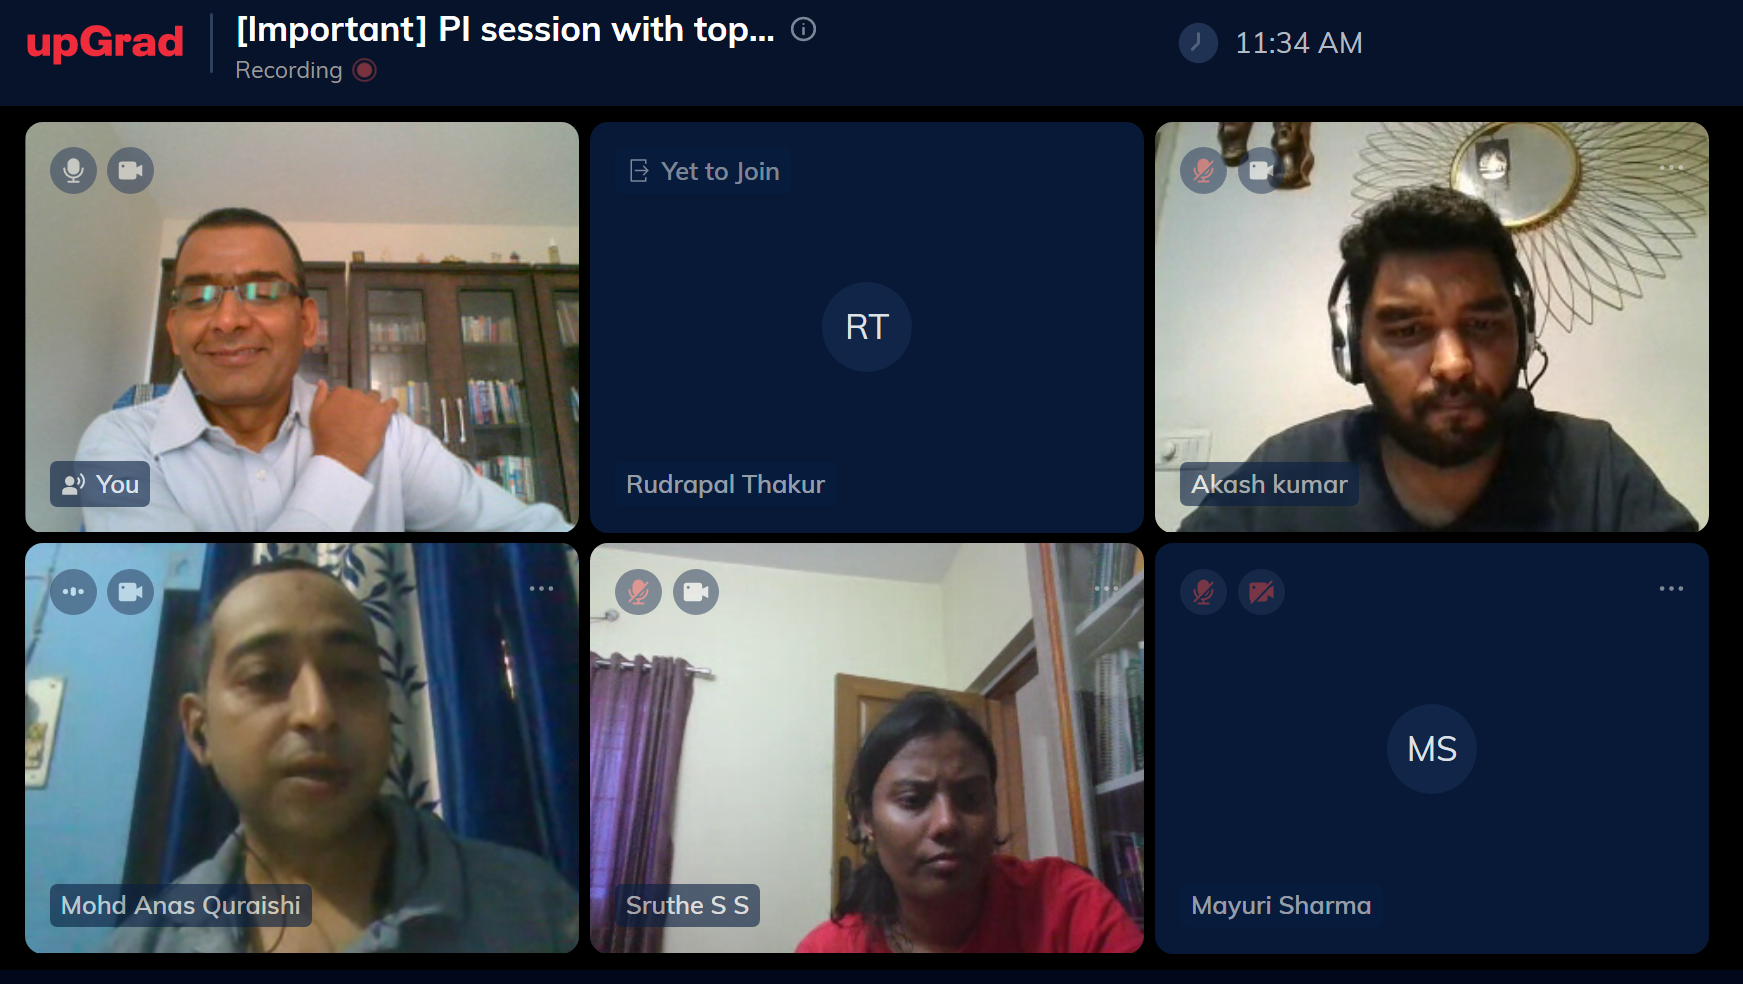 upGrad
[Important] PI session with top...
Recording
11:34 AM
You
Yet to Join
RT
Rudrapal Thakur
Akash kumar
Mohd Anas Quraishi
Sruthe S S
MS
Mayuri Sharma